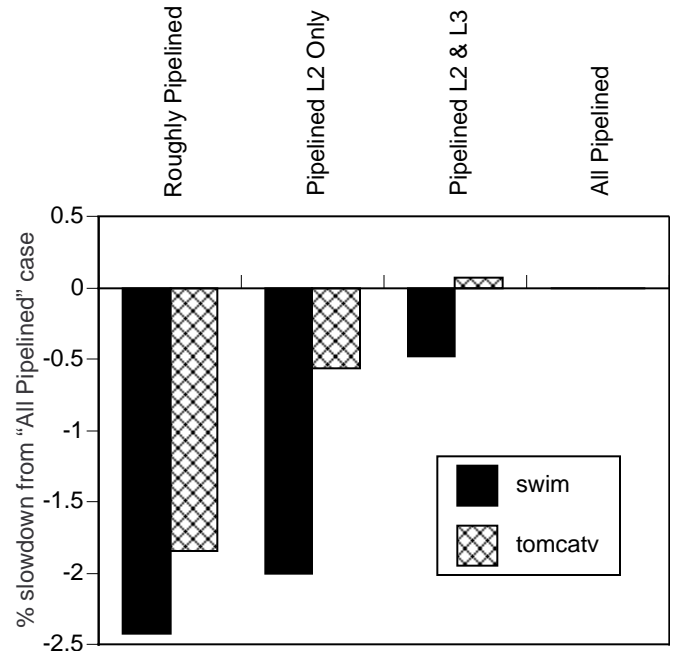 Roughly Pipelined
Pipelined L2 Only
Pipelined L2 & L3
All Pipelined
% slowdown from “All Pipelined” case
0.5
0
-0.5
-1
-1.5
-2
-2.5
swim
tomcatv